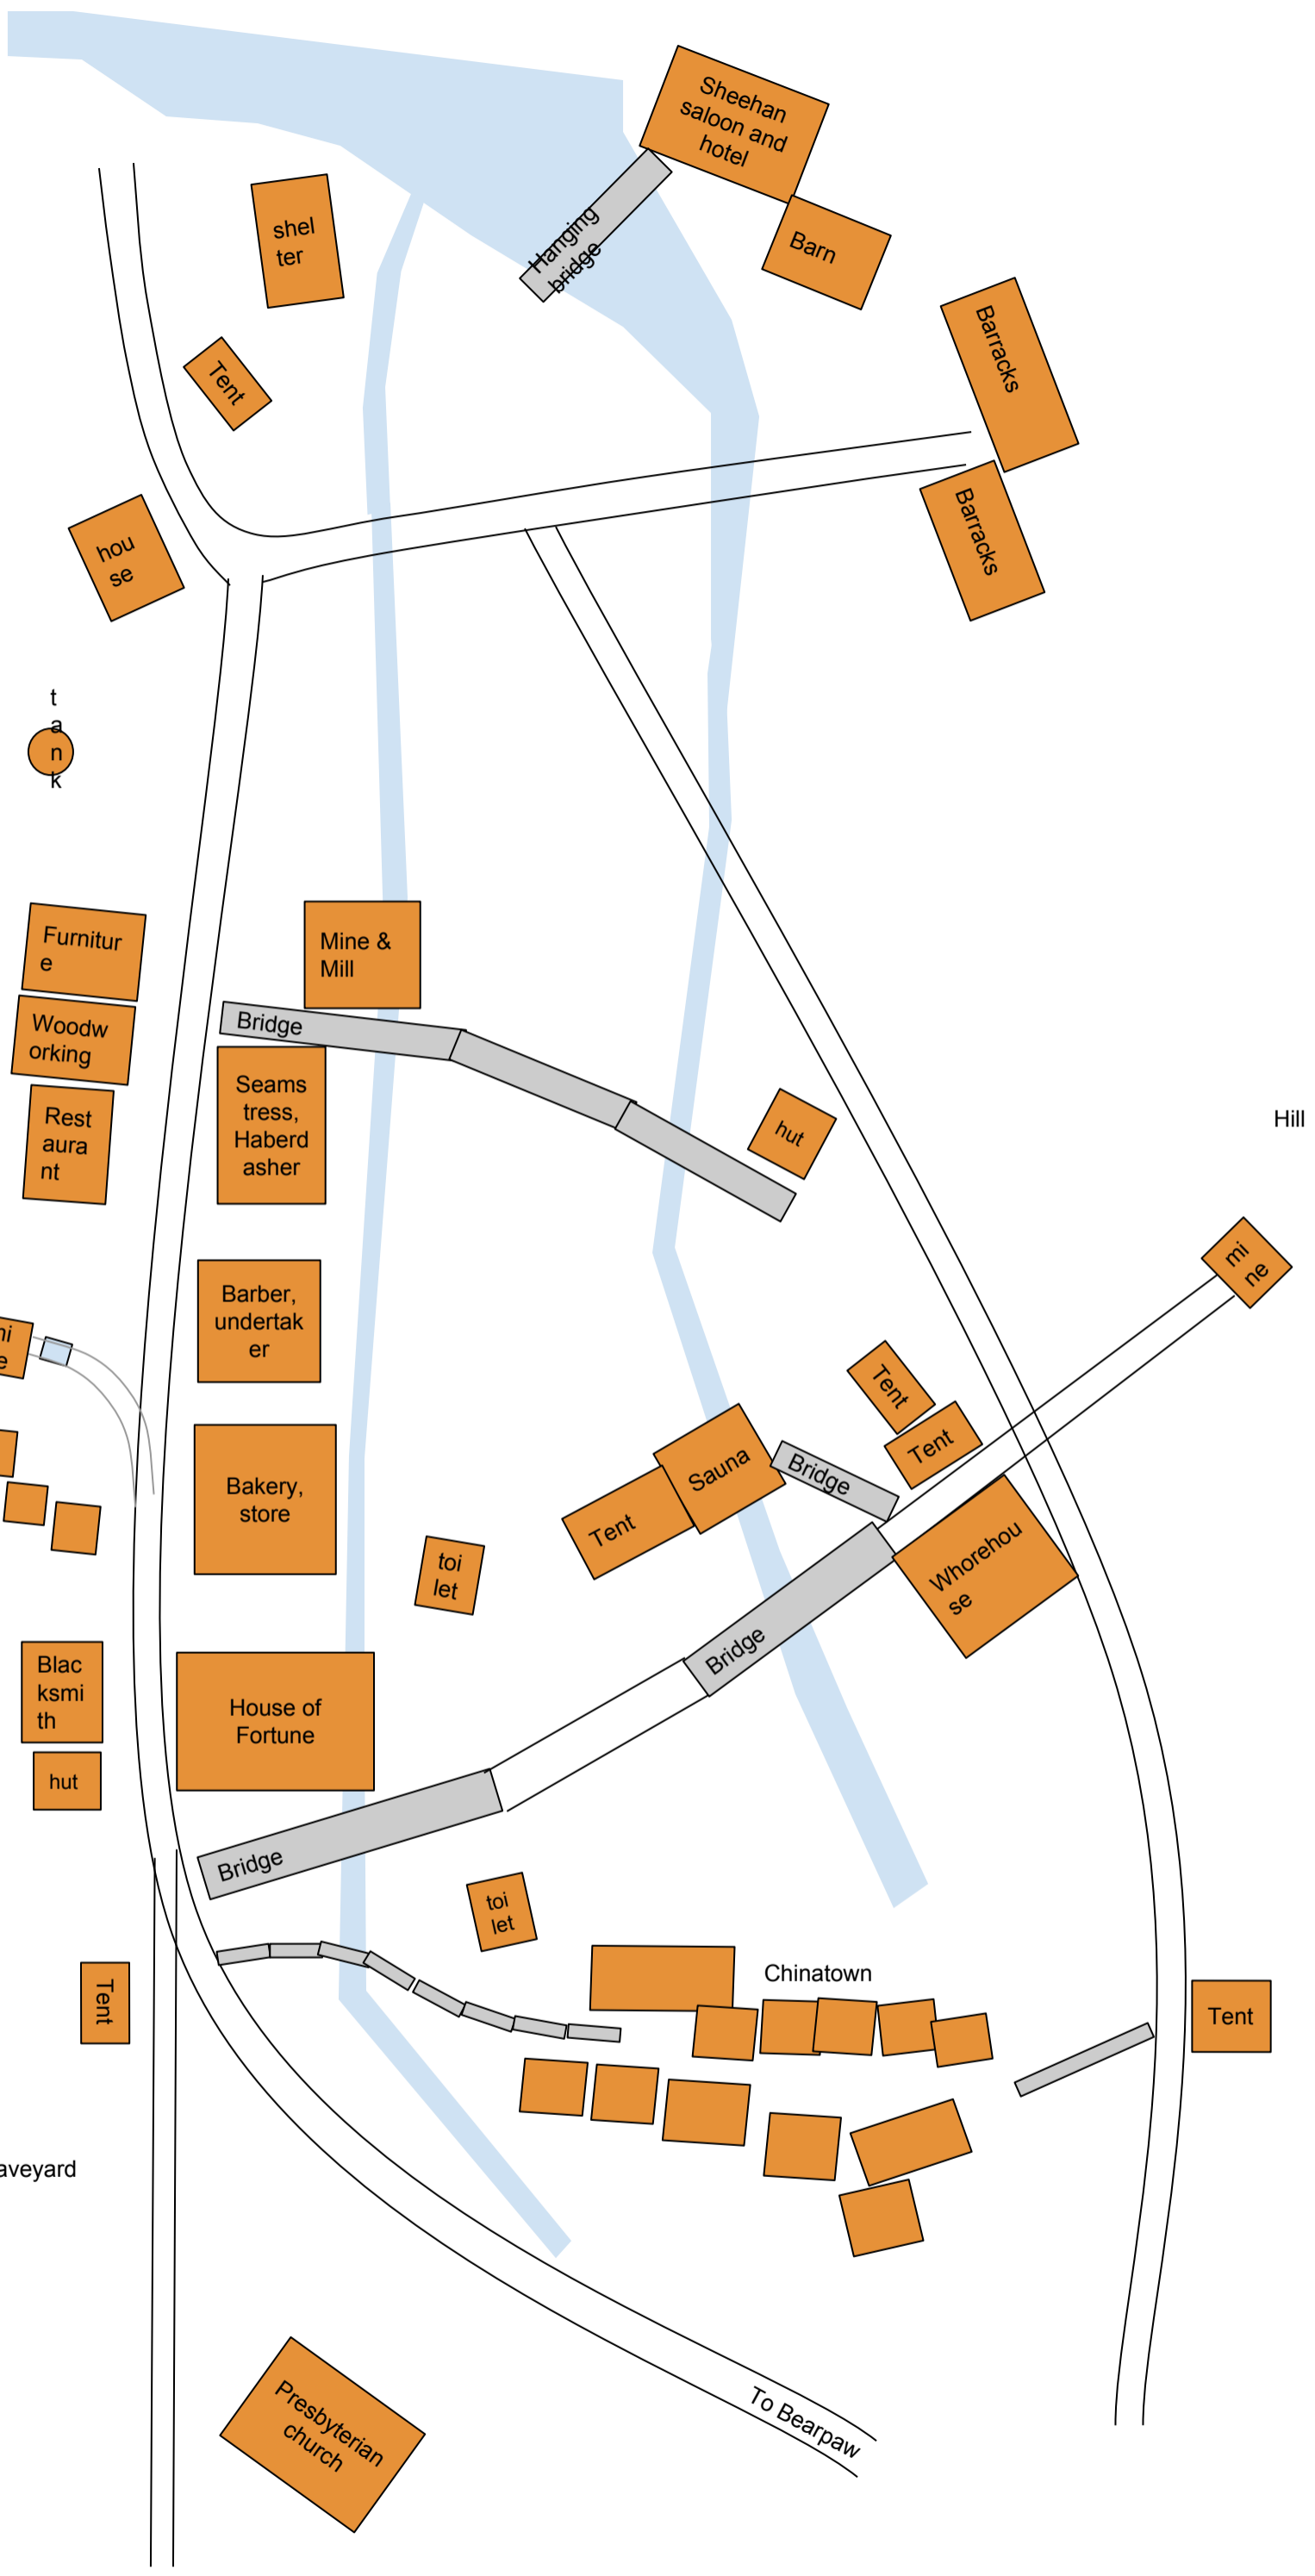 Sheehan
saloon and
hotel
shel
ter
Hanging
bridge
Barn
Barracks
Tent
Barracks
hou
se
t
a
n
k
Furnitur
e
Mine &
Mill
Woodw
orking
Bridge
Rest
aura
nt
Seams
tress,
Haberd
asher
hut
Hill
mi
ne
Barber,
undertak
er
Tent
Tent
Sauna
Bridge
Bakery,
store
Tent
toi
let
Whorehou
se
Bridge
Blac
ksmi
th
House of
Fortune
hut
Bridge
toi
let
Chinatown
Tent
Tent
aveyard
To Bearpaw
Presbyterian
church